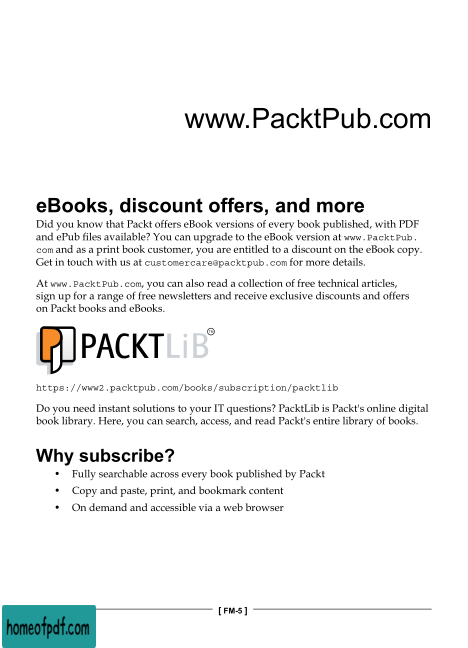 www.PacktPub.com
eBooks, discount offers, and more
Did you know that Packt offers eBook versions of every book published, with PDF
and ePub files available? You can upgrade to the eBook version at www.PacktPub.
com and as a print book customer, you are entitled to a discount on the eBook copy.
Get in touch with us at customercare@packtpub.com for more details.
At www.PacktPub.com, you can also read a collection of free technical articles,
sign up for a range of free newsletters and receive exclusive discounts and offers
on Packt books and eBooks.
PACKTLiB
https://www2.packtpub.com/books/subscription/packtlib
Do you need instant solutions to your IT questions? PacktLib is Packt's online digital
book library. Here, you can search, access, and read Packt's entire library of books.
Why subscribe?
• Fully searchable across every book published by Packt
• Copy and paste, print, and bookmark content
• On demand and accessible via a web browser
[ FM-5 ]
homeofpdf.com